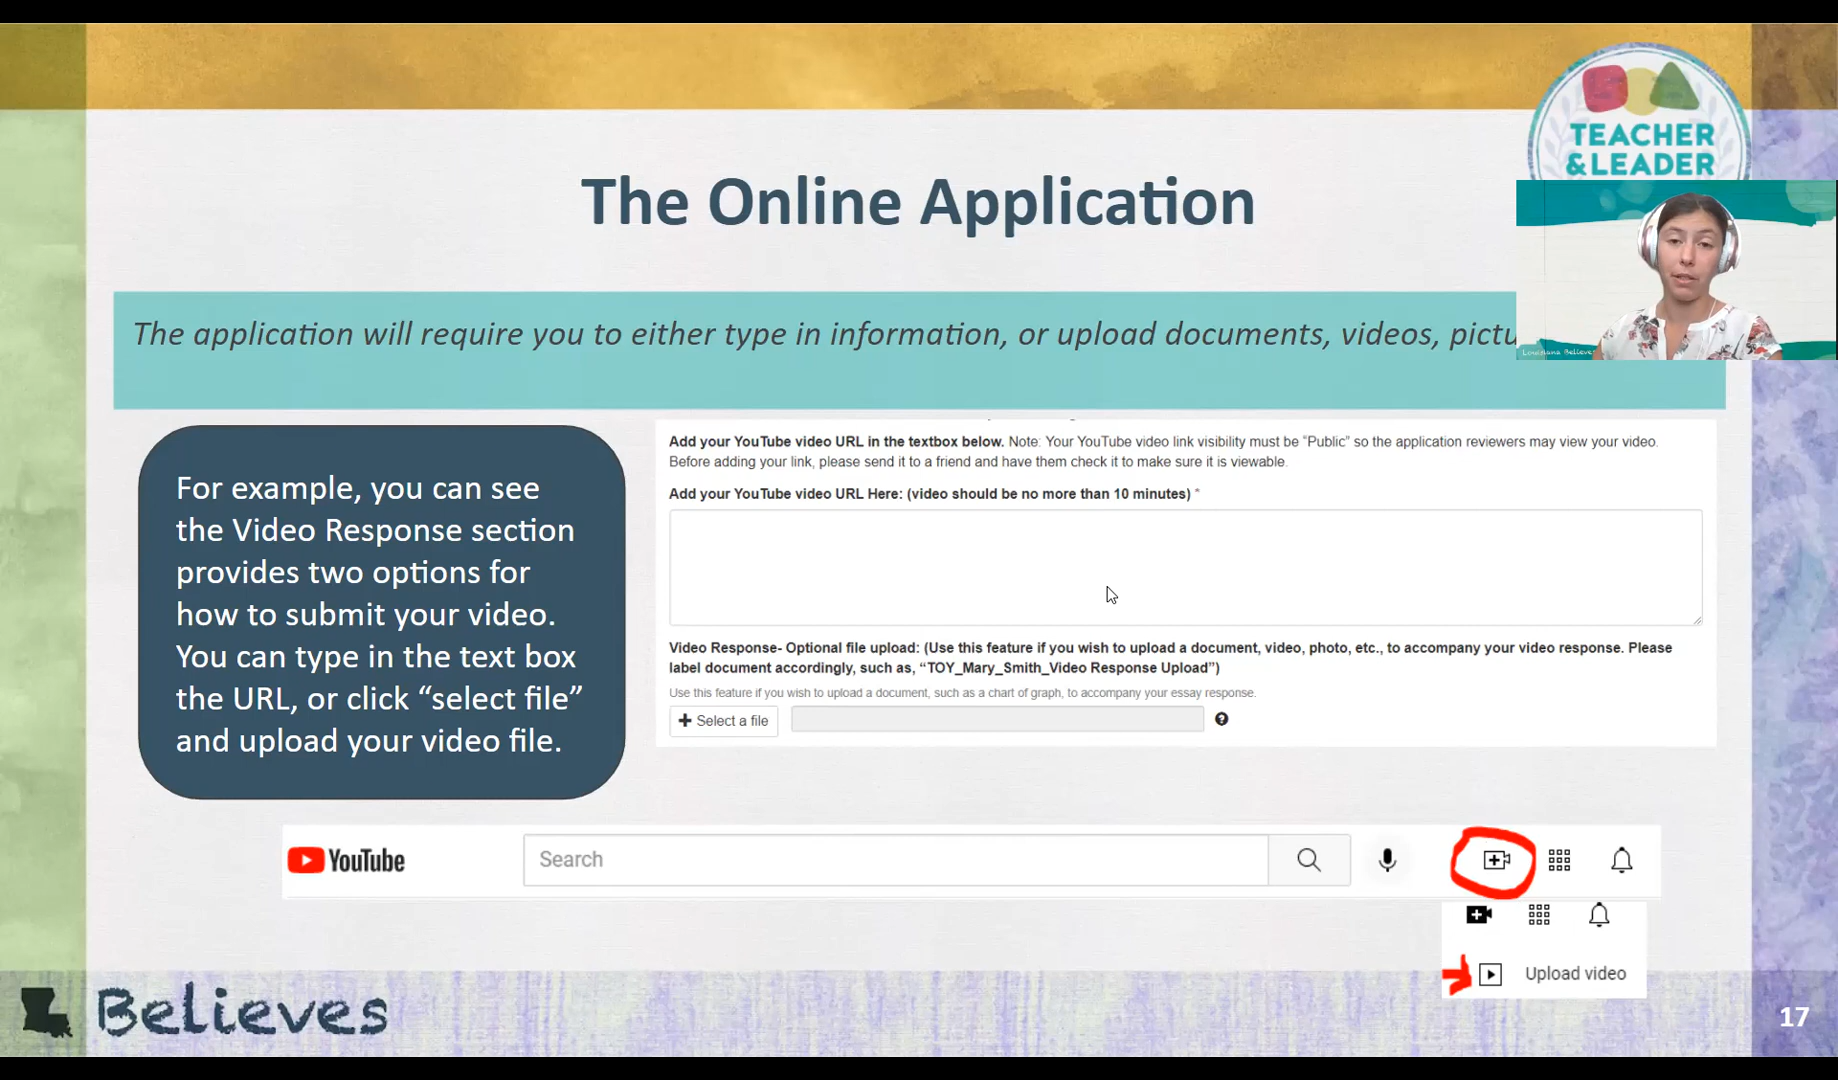 TEACHER
& LEADER
The Online Application
Louisiana Believes
The application will require you to either type in information, or upload documents, videos, pictu
For example, you can see
the Video Response section
provides two options for
how to submit your video.
You can type in the text box
the URL, or click “select file”
and upload your video file.
Add your YouTube video URL in the textbox below. Note: Your YouTube video link visibility must be “Public” so the application reviewers may view your video.
Before adding your link, please send it to a friend and have them check it to make sure it is viewable.
Add your YouTube video URL Here: (video should be no more than 10 minutes) *
Video Response- Optional file upload: (Use this feature if you wish to upload a document, video, photo, etc., to accompany your video response. Please
label document accordingly, such as, “TOY_Mary_Smith_Video Response Upload”)
Use this feature if you wish to upload a document, such as a chart of graph, to accompany your essay response.
+ Select a file
YouTube
Search
Upload video
Believes
17